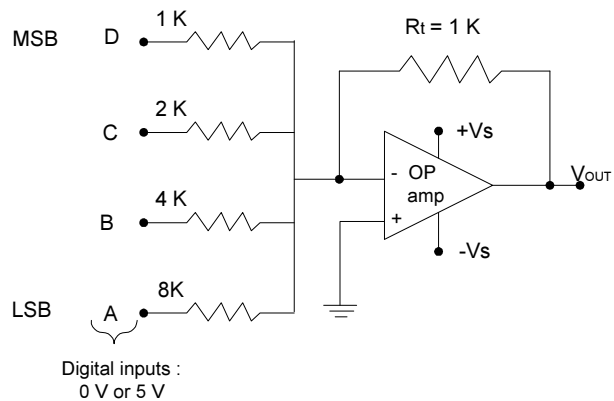 Rt = 1 K
MSB D 1 K
C 2 K
+Vs
- OP
amp
+
VOUT
B 4 K
-Vs
LSB A 8K
Digital inputs :
0 V or 5 V